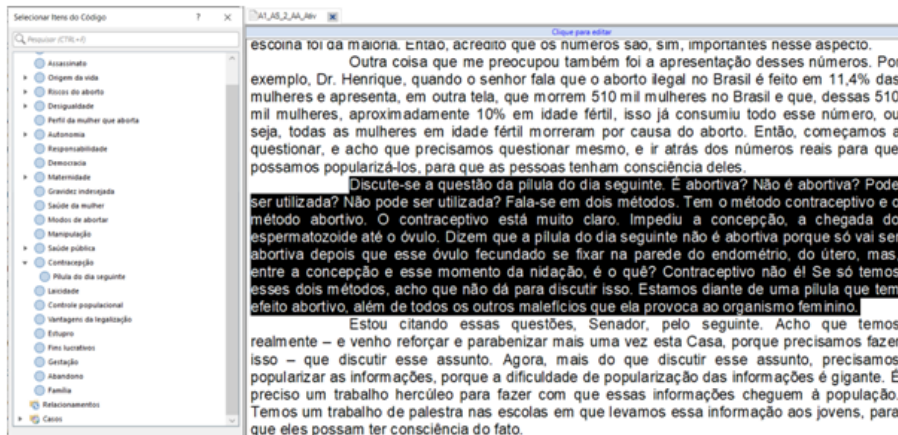 Selecionar Itens do Código
Pesquisar (CTRL+F)
Assassinato
Origem da vida
Riscos do aborto
Desigualdade
Perfil da mulher que aborta
Autonomia
Responsabilidade
Democracia
Maternidade
Gravidez indesejada
Saúde da mulher
Modos de abortar
Manipulação
Saúde pública
Contracepção
Pílula do dia seguinte
Laicidade
Controle populacional
Vantagens da legalização
Estupro
Fins lucrativos
Gestação
Abandono
Família
Relacionamentos
Casos
Clique para editar
escolha foi da maioria. Então, acredito que os números são, sim, importantes nesse aspecto.
Outra coisa que me preocupou também foi a apresentação desses números. Por
exemplo, Dr. Henrique, quando o senhor fala que o aborto ilegal no Brasil é feito em 11,4% das
mulheres e apresenta, em outra tela, que morrem 510 mil mulheres no Brasil e que, dessas 510
mil mulheres, aproximadamente 10% em idade fértil, isso já consumiu todo esse número, ou
seja, todas as mulheres em idade fértil morreram por causa do aborto. Então, começamos a
questionar, e acho que precisamos questionar mesmo, e ir atrás dos números reais para que
possamos popularizá-los, para que as pessoas tenham consciência deles.
Discute-se a questão da pílula do dia seguinte. É abortiva? Não é abortiva? Pode
ser utilizada? Não pode ser utilizada? Fala-se em dois métodos. Tem o método contraceptivo e o
método abortivo. O contraceptivo está muito claro. Impediu a concepção, a chegada do
espermatozoide até o óvulo. Dizem que a pílula do dia seguinte não é abortiva porque só vai ser
abortiva depois que esse óvulo fecundado se fixar na parede do endométrio, do útero, mas,
entre a concepção e esse momento da nidação, é o quê? Contraceptivo não é! Se só temos
esses dois métodos, acho que não dá para discutir isso. Estamos diante de uma pílula que tem
efeito abortivo, além de todos os outros malefícios que ela provoca ao organismo feminino.
Estou citando essas questões, Senador, pelo seguinte. Acho que temos
realmente – e venho reforçar e parabenizar mais uma vez esta Casa, porque precisamos fazer
isso – que discutir esse assunto. Agora, mais do que discutir esse assunto, precisamos
popularizar as informações, porque a dificuldade de popularização das informações é gigante. É
preciso um trabalho hercúleo para fazer com que essas informações cheguem à população.
Temos um trabalho de palestra nas escolas em que levamos essa informação aos jovens, para
que eles possam ter consciência do fato.